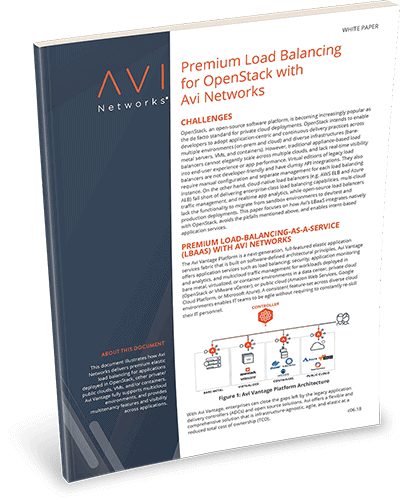 WHITE PAPER
AVI
Networks®
Premium Load Balancing
for OpenStack with
Avi Networks
CHALLENGES
OpenStack, an open-source software platform, is becoming increasingly popular as
the de facto standard for private cloud deployments. OpenStack intends to enable
developers to adopt application-centric and continuous delivery practices across
multiple environments (on-prem and cloud) and diverse infrastructures (bare-
metal servers, VMs, and containers). However, traditional appliance-based load
balancers cannot elegantly scale across multiple clouds, and lack real-time visibility
into end-user experience or app performance. Virtual editions of legacy load
balancers are not developer-friendly and have clumsy API integrations. They also
require manual configuration and separate management for each load balancing
instance. On the other hand, cloud-native load balancers (e.g. AWS ELB and Azure
ALB) fall short of delivering enterprise-class load balancing capabilities, multi-cloud
traffic management, and realtime app analytics, while open-source load balancers
lack the functionality to migrate from sandbox environments to dev/test and
production deployments. This paper focuses on how Avi's LBaaS integrates natively
with OpenStack, avoids the pitfalls mentioned above, and enables intent-based
application services.
PREMIUM LOAD-BALANCING-AS-A-SERVICE
(LBAAS) WITH AVI NETWORKS
The Avi Vantage Platform is a next-generation, full-featured elastic application
services fabric that is built on software-defined architectural principles. Avi Vantage
offers application services such as load balancing, security, application monitoring
and analytics, and multicloud traffic management for workloads deployed in
bare metal, virtualized, or container environments in a data center, private cloud
(OpenStack or VMware vCenter), or public cloud (Amazon Web Services, Google
Cloud Platform, or Microsoft Azure). A consistent feature-set across diverse cloud
environments enables IT teams to be agile without requiring to constantly re-skill
their IT personnel.
CONTROLLER
BARE METAL
VIRTUALIZED
CONTAINERS
PUBLIC CLOUD
Figure 1: Avi Vantage Platform Architecture
With Avi Vantage, enterprises can close the gaps left by the legacy application
delivery controllers (ADCs) and open source solutions. Avi offers a flexible and
comprehensive solution that is infrastructure-agnostic, agile, and elastic at a
reduced total cost of ownership (TCO).
v06.18
ABOUT THIS DOCUMENT
This document illustrates how Avi
Networks delivers premium elastic
load balancing for applications
deployed in OpenStack, other private/
public clouds, VMs, and/or containers.
Avi Vantage fully supports multicloud
environments, and provides
multitenancy features and visibility
across applications.